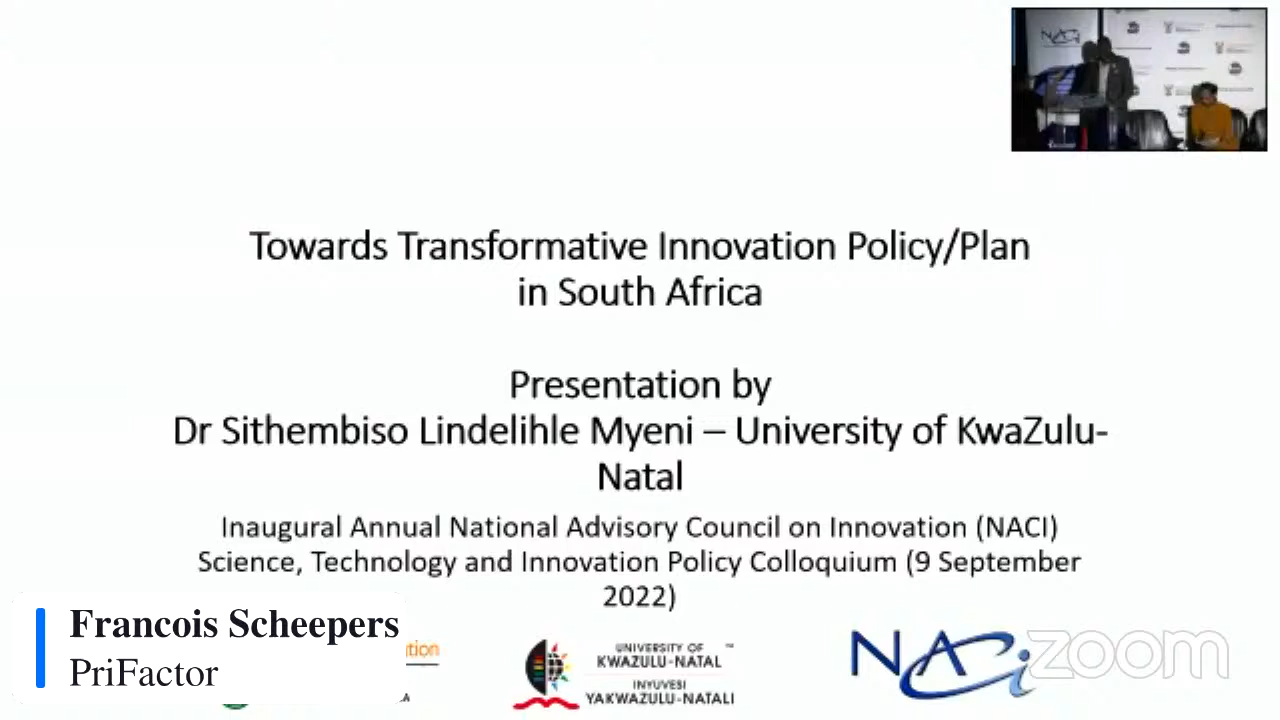 NACi
Towards Transformative Innovation Policy/Plan
in South Africa
Presentation by
Dr Sithembiso Lindelihle Myeni – University of KwaZulu-
Natal
Inaugural Annual National Advisory Council on Innovation (NACI)
Science, Technology and Innovation Policy Colloquium (9 September
2022)
Francois Scheepers
PriFactor
UNIVERSITY OF ™
KWAZULU-NATAL
INYUVESI
YAKWAZULU-NATALI
NACi
zoom